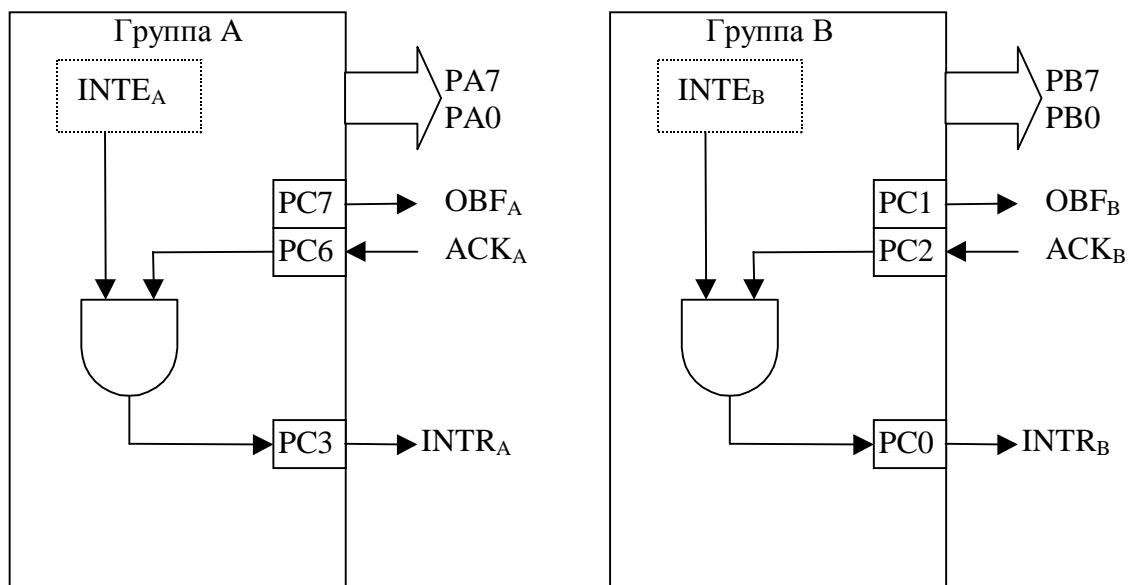 Группа А
INTEA
PA7
PA0
PC7
OBFA
PC6
ACKA
PC3
INTRA
Группа В
INTEB
PB7
PB0
PC1
OBFB
PC2
ACKB
PC0
INTRB